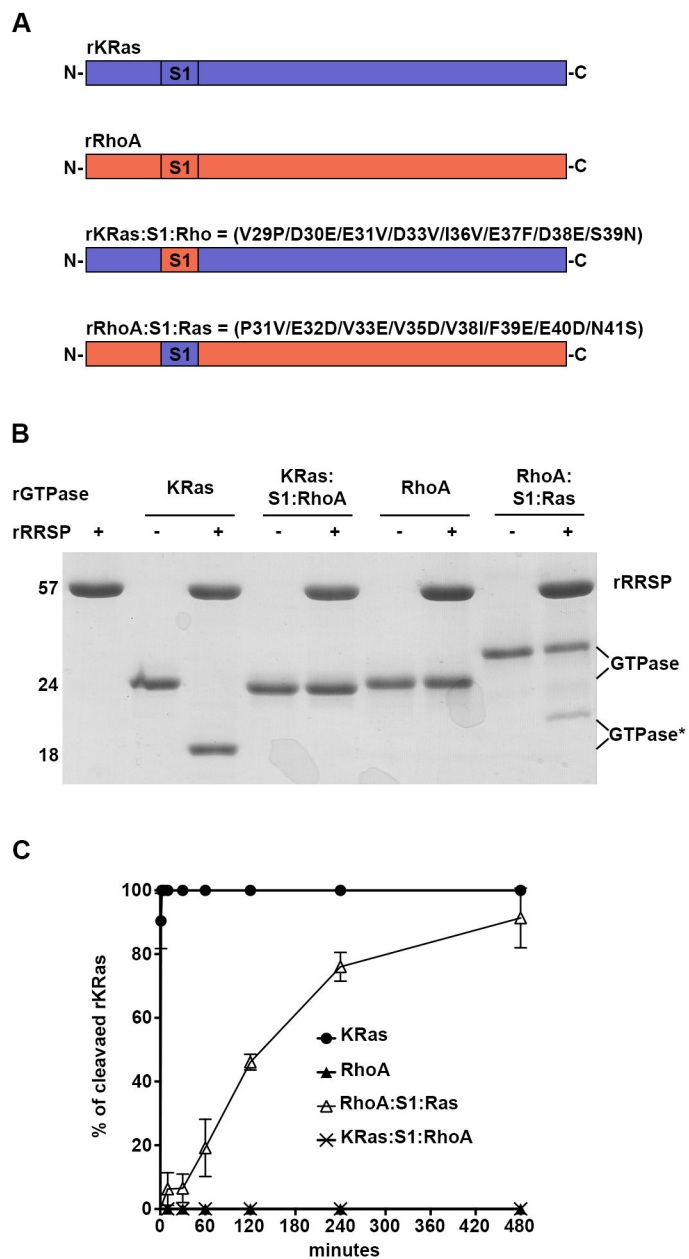 A
rKRas
N- S1 -C
rRhoA
N- S1 -C
rKRas:S1:Rho = (V29P/D30E/E31V/D33V/I36V/E37F/D38E/S39N)
N- S1 -C
rRhoA:S1:Ras = (P31V/E32D/V33E/V35D/V38I/F39E/E40D/N41S)
N- S1 -C
B
rGTPase KRas KRas: S1:RhoA RhoA RhoA: S1:Ras
rRRSP + - + - + - + - +
57 rRRSP
24 GTPase
18 GTPase*
C
% of cleavaed rKRas
100
80
60
40
20
0
KRas
RhoA
RhoA:S1:Ras
KRas:S1:RhoA
0 60 120 180 240 300 360 420 480
minutes